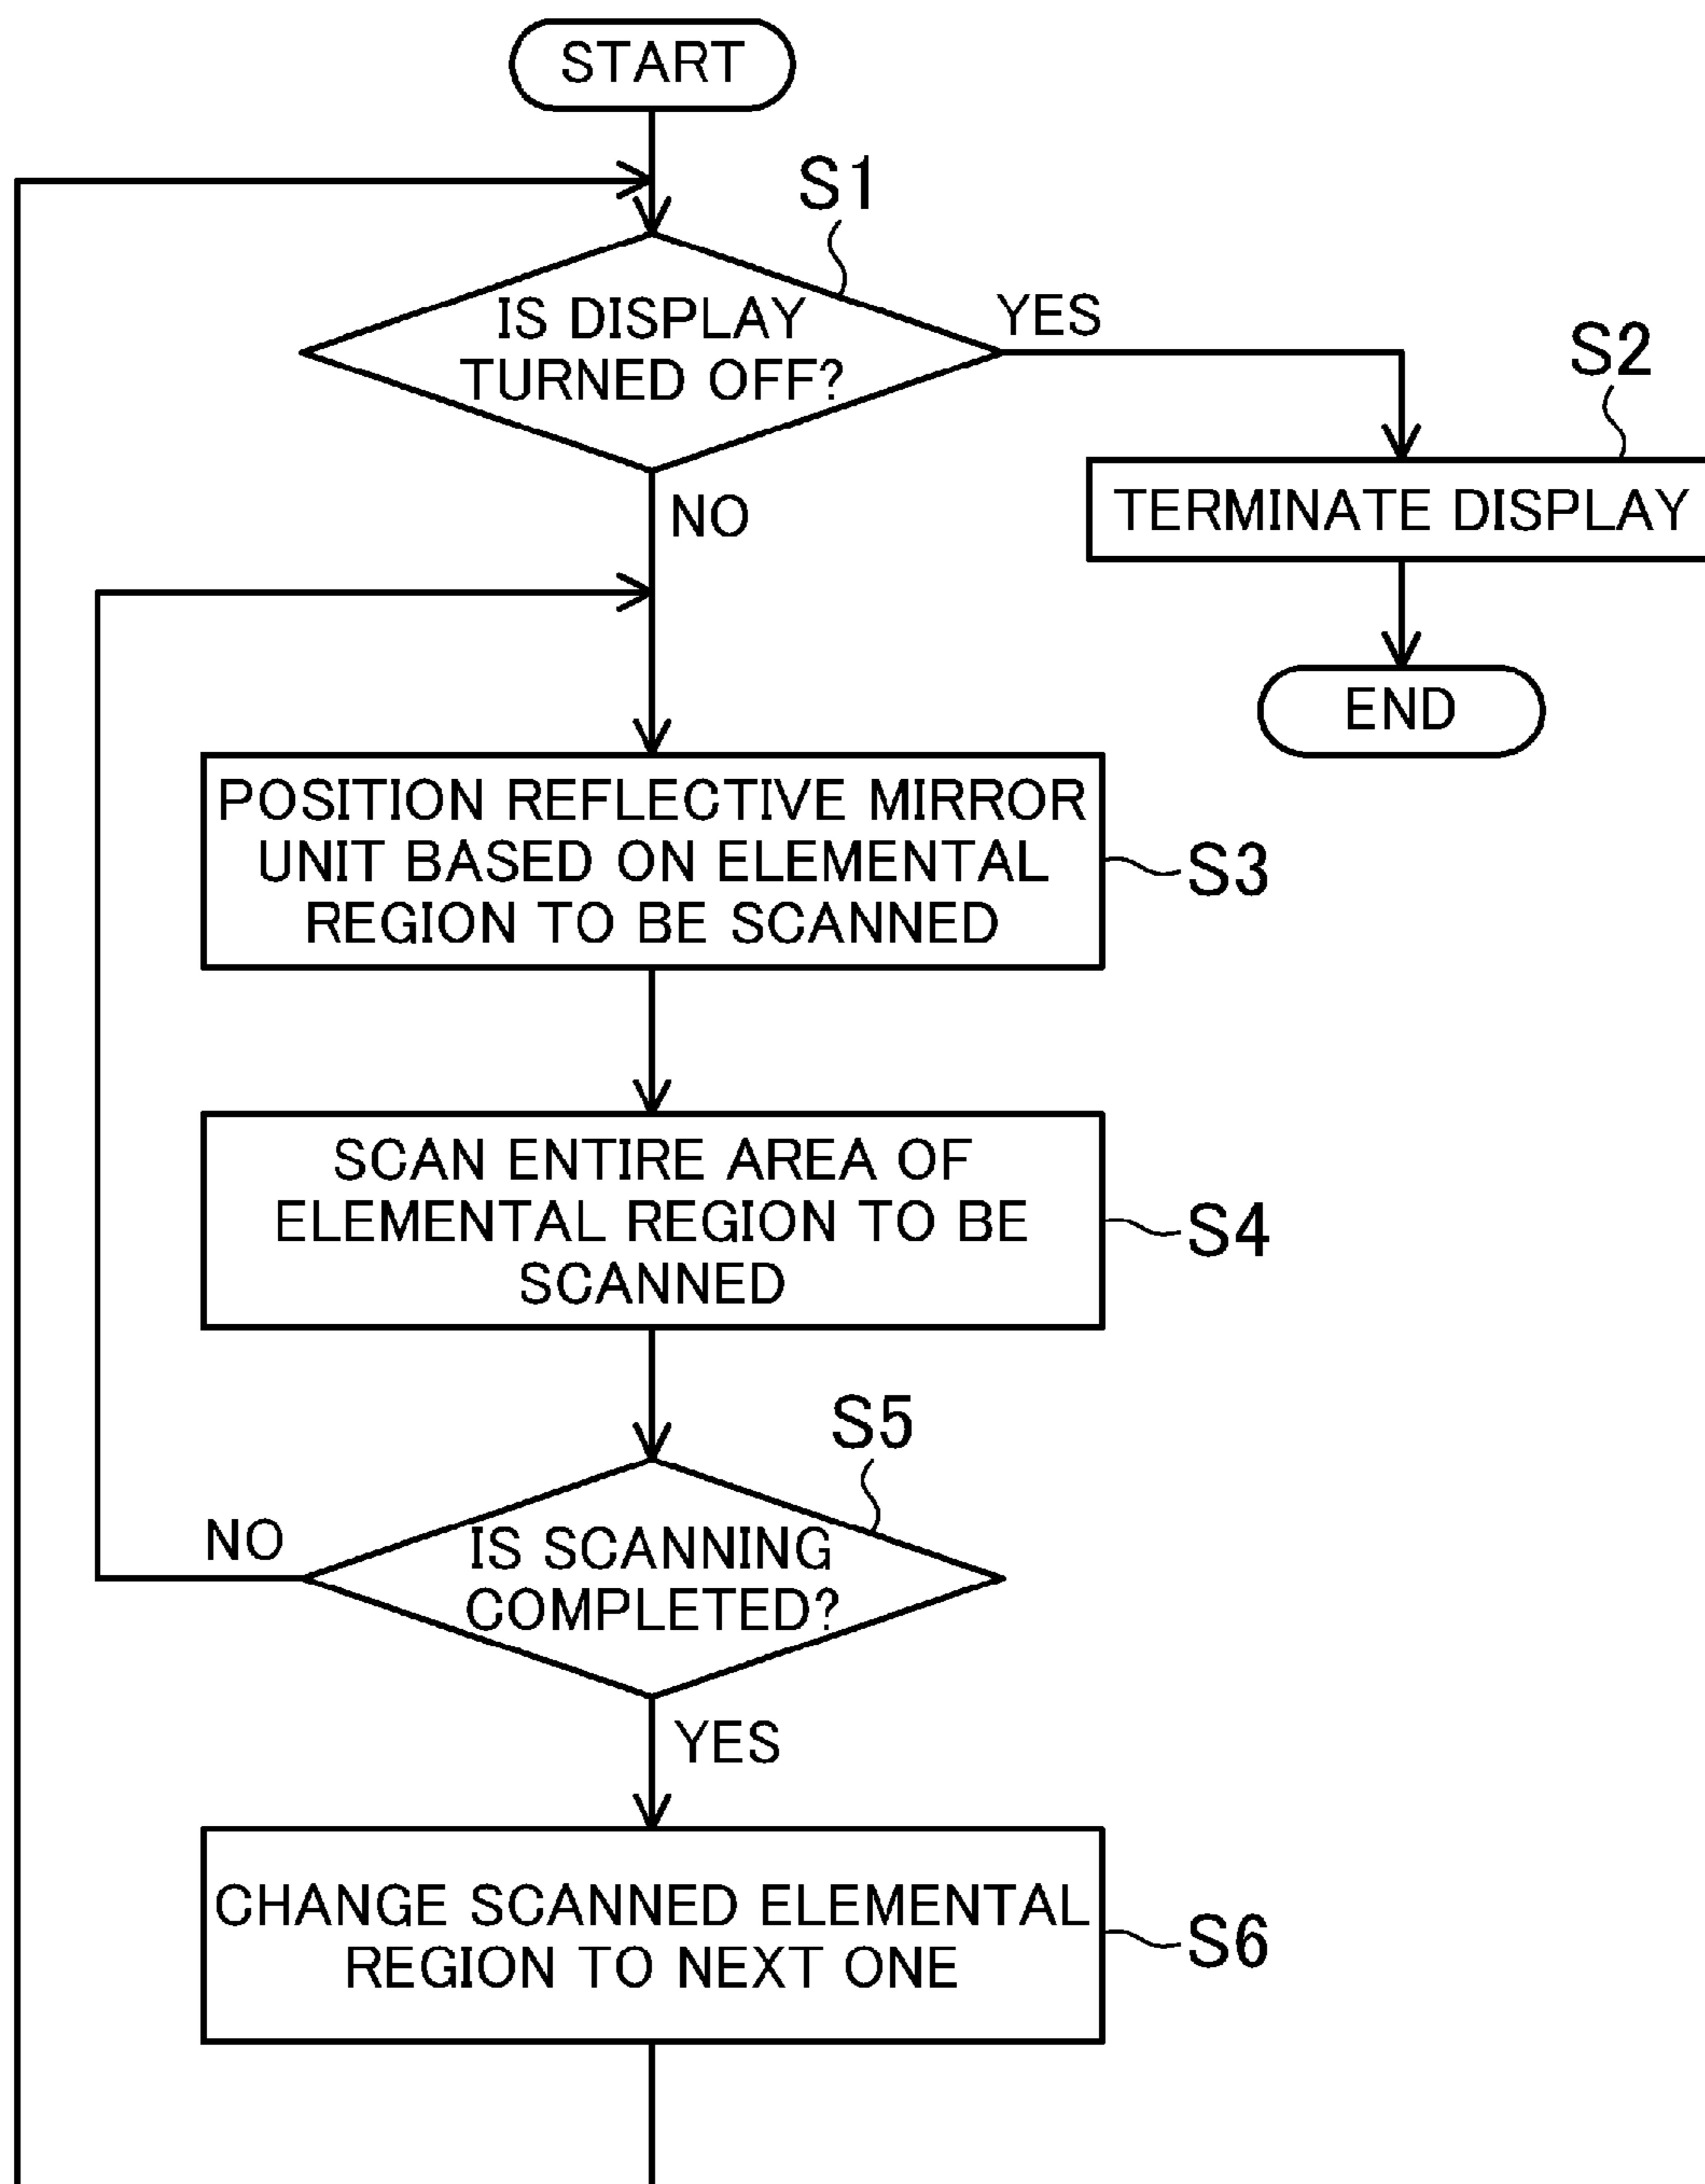 START
S1
IS DISPLAY
TURNED OFF?
YES
S2
TERMINATE DISPLAY
NO
END
POSITION REFLECTIVE MIRROR
UNIT BASED ON ELEMENTAL
REGION TO BE SCANNED
S3
SCAN ENTIRE AREA OF
ELEMENTAL REGION TO BE
SCANNED
S4
S5
NO
IS SCANNING
COMPLETED?
YES
CHANGE SCANNED ELEMENTAL
REGION TO NEXT ONE
S6